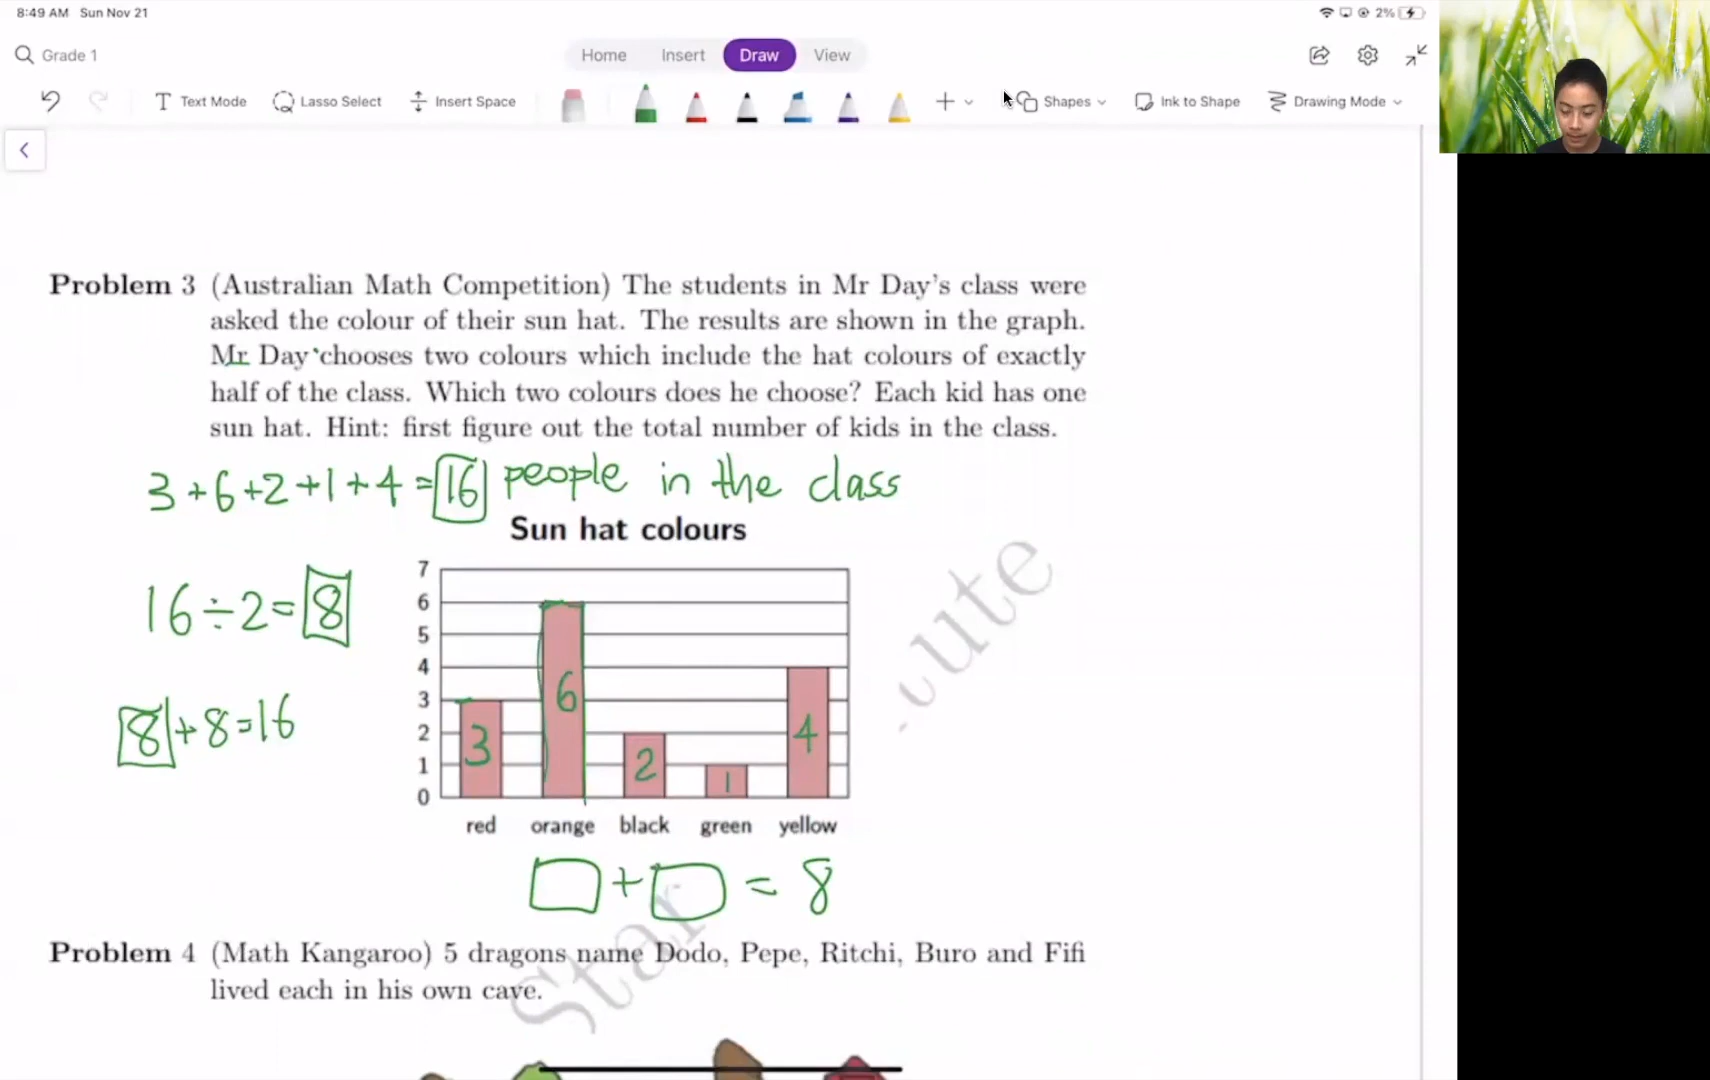 8:49 AM Sun Nov 21
2%
Grade 1
Home Insert Draw View
Text Mode Lasso Select Insert Space Shapes Ink to Shape Drawing Mode
Problem 3 (Australian Math Competition) The students in Mr Day's class were
asked the colour of their sun hat. The results are shown in the graph.
Mr Day chooses two colours which include the hat colours of exactly
half of the class. Which two colours does he choose? Each kid has one
sun hat. Hint: first figure out the total number of kids in the class.
3+6+2+1+4=16 people in the class
Sun hat colours
7
6
5
4
3
2
1
0
16÷2=8
8+8=16
3 6 2 1 4
red orange black green yellow
+ = 8
Problem 4 (Math Kangaroo) 5 dragons name Dodo, Pepe, Ritchi, Buro and Fifi
lived each in his own cave.
Star